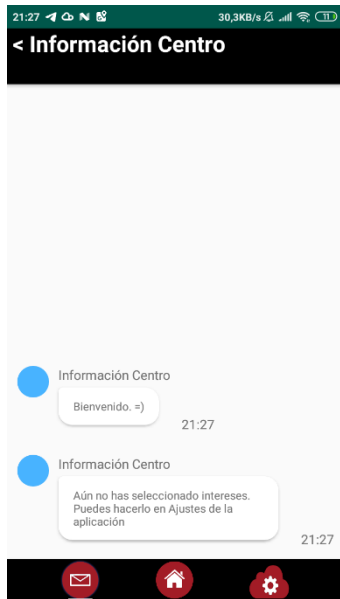 21:27 30,3KB/s 11
< Información Centro
Información Centro
Bienvenido. =)
21:27
Información Centro
Aún no has seleccionado intereses.
Puedes hacerlo en Ajustes de la
aplicación
21:27